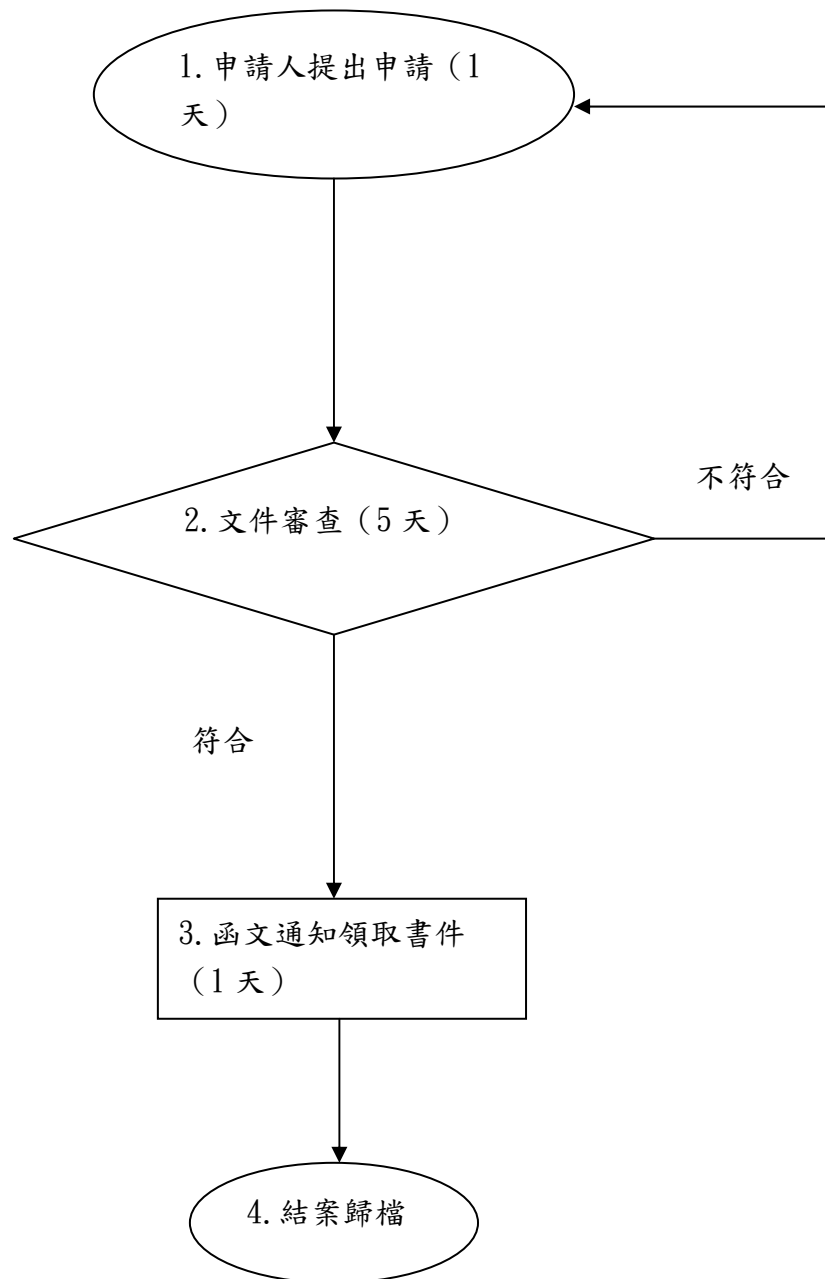 1.申請人提出申請（1
天）
不符合
2.文件審查（5 天）
符合
3.函文通知領取書件
（1 天）
4.結案歸檔